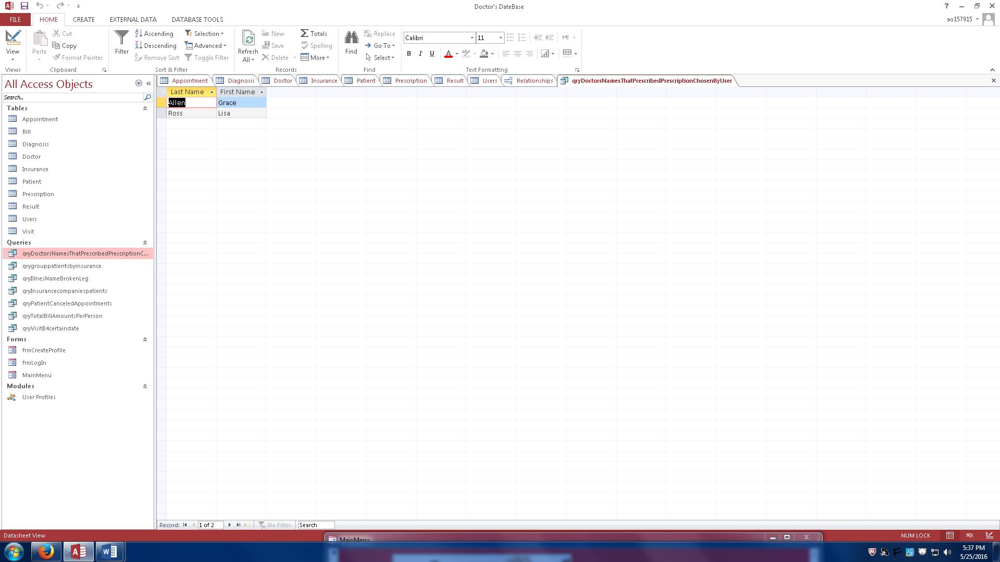 Doctor's DateBase
?
FILE HOME CREATE EXTERNAL DATA DATABASE TOOLS
ao157915
View
Paste
Cut
Copy
Format Painter
Filter
Ascending
Descending
Remove Sort
Selection
Advanced
Toggle Filter
Refresh All
New
Save
Delete
Totals
Spelling
More
Find
Replace
Go To
Select
Calibri 11
B I U A
Views Clipboard Sort & Filter Records Find Text Formatting
All Access Objects
Search...
Tables
Appointment
Bill
Diagnosis
Doctor
Insurance
Patient
Prescription
Result
Users
Visit
Queries
qryDoctorsNamesThatPrescribedPrescriptionC...
qrygrouppatientsbyinsurance
qryIllnesNameBrokenLeg
qryInsurancecompaniespatients
qryPatientCanceledAppointments
qryTotalBillAmountsPerPerson
qryVisitB4certaindate
Forms
frmCreateProfile
frmLogIn
MainMenu
Modules
User Profiles
Appointment Diagnosis Doctor Insurance Patient Prescription Result Users Relationships qryDoctorsNamesThatPrescribedPrescriptionChosenByUser
Last Name First Name
Allen Grace
Ross Lisa
Record: 1 of 2 No Filter Search
Datasheet View
MainMenu
NUM LOCK SQL
5:37 PM
5/25/2016